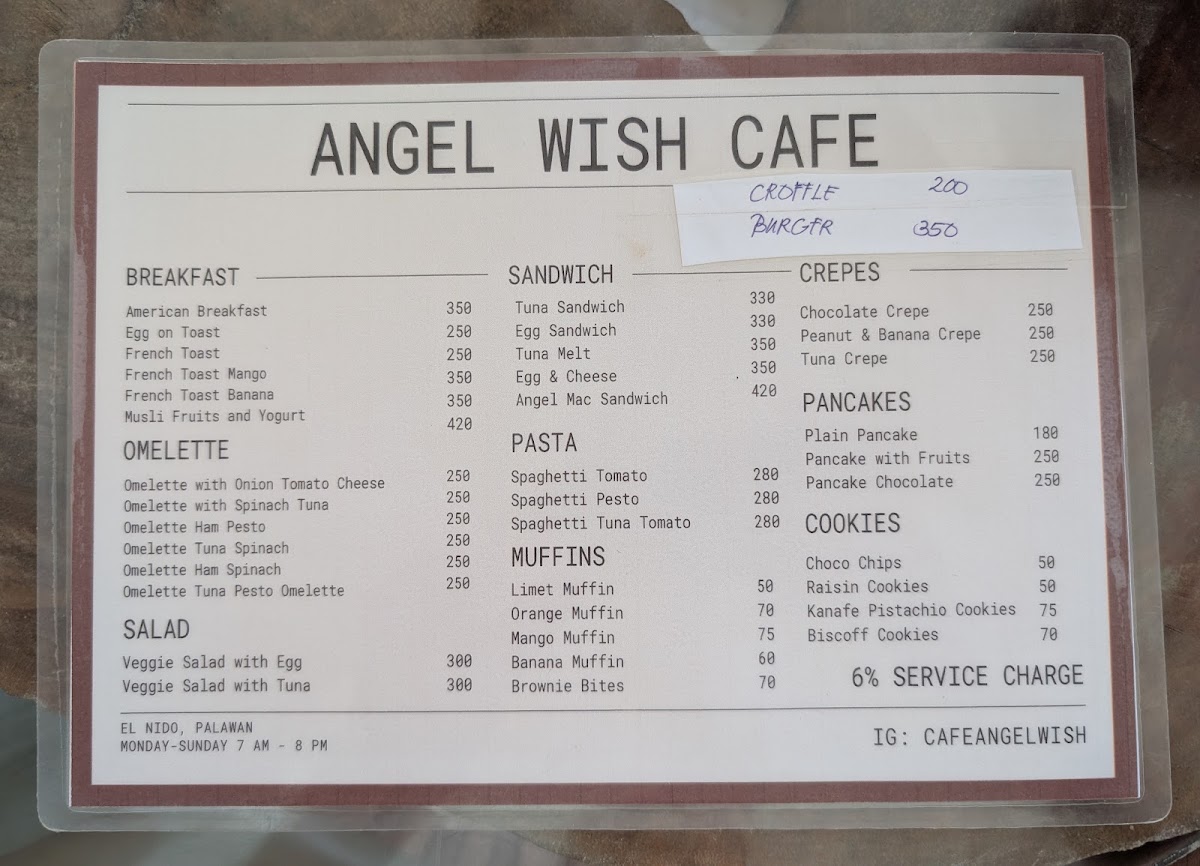 ANGEL WISH CAFE
CROFFLE 200
BURGER 350
BREAKFAST
American Breakfast 350
Egg on Toast 250
French Toast 250
French Toast Mango 350
French Toast Banana 350
Musli Fruits and Yogurt 420
OMELETTE
Omelette with Onion Tomato Cheese 250
Omelette with Spinach Tuna 250
Omelette Ham Pesto 250
Omelette Tuna Spinach 250
Omelette Ham Spinach 250
Omelette Tuna Pesto Omelette 250
SALAD
Veggie Salad with Egg 300
Veggie Salad with Tuna 300
SANDWICH
Tuna Sandwich 330
Egg Sandwich 330
Tuna Melt 350
Egg & Cheese 350
Angel Mac Sandwich 420
PASTA
Spaghetti Tomato 280
Spaghetti Pesto 280
Spaghetti Tuna Tomato 280
MUFFINS
Limet Muffin 50
Orange Muffin 70
Mango Muffin 75
Banana Muffin 60
Brownie Bites 70
CREPES
Chocolate Crepe 250
Peanut & Banana Crepe 250
Tuna Crepe 250
PANCAKES
Plain Pancake 180
Pancake with Fruits 250
Pancake Chocolate 250
COOKIES
Choco Chips 50
Raisin Cookies 50
Kanafe Pistachio Cookies 75
Biscoff Cookies 70
6% SERVICE CHARGE
EL NIDO, PALAWAN
MONDAY-SUNDAY 7 AM - 8 PM
IG: CAFEANGELWISH